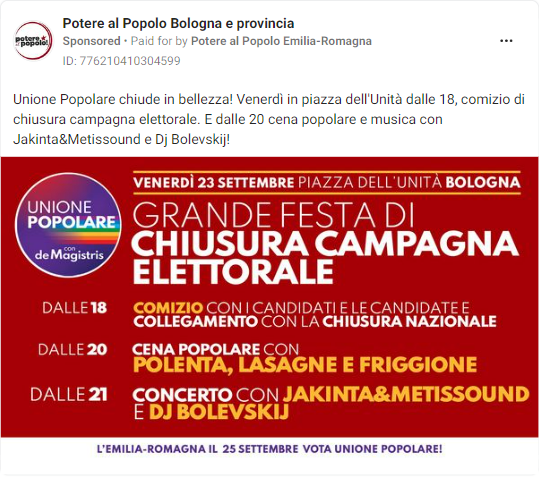 Potere al Popolo Bologna e provincia
Sponsored • Paid for by Potere al Popolo Emilia-Romagna
ID: 776210410304599
Unione Popolare chiude in bellezza! Venerdì in piazza dell'Unità dalle 18, comizio di
chiusura campagna elettorale. E dalle 20 cena popolare e musica con
Jakinta&Metissound e Dj Bolevskij!
potere
al popolo!
UNIONE
POPOLARE
con
de Magistris
VENERDÌ 23 SETTEMBRE PIAZZA DELL'UNITÀ BOLOGNA
GRANDE FESTA DI
CHIUSURA CAMPAGNA
ELETTORALE
DALLE 18 COMIZIO CON I CANDIDATI E LE CANDIDATE E
COLLEGAMENTO CON LA CHIUSURA NAZIONALE
DALLE 20 CENA POPOLARE CON
POLENTA, LASAGNE E FRIGGIONE
DALLE 21 CONCERTO CON JAKINTA&METISSOUND
E DJ BOLEVSKIJ
L'EMILIA-ROMAGNA IL 25 SETTEMBRE VOTA UNIONE POPOLARE!